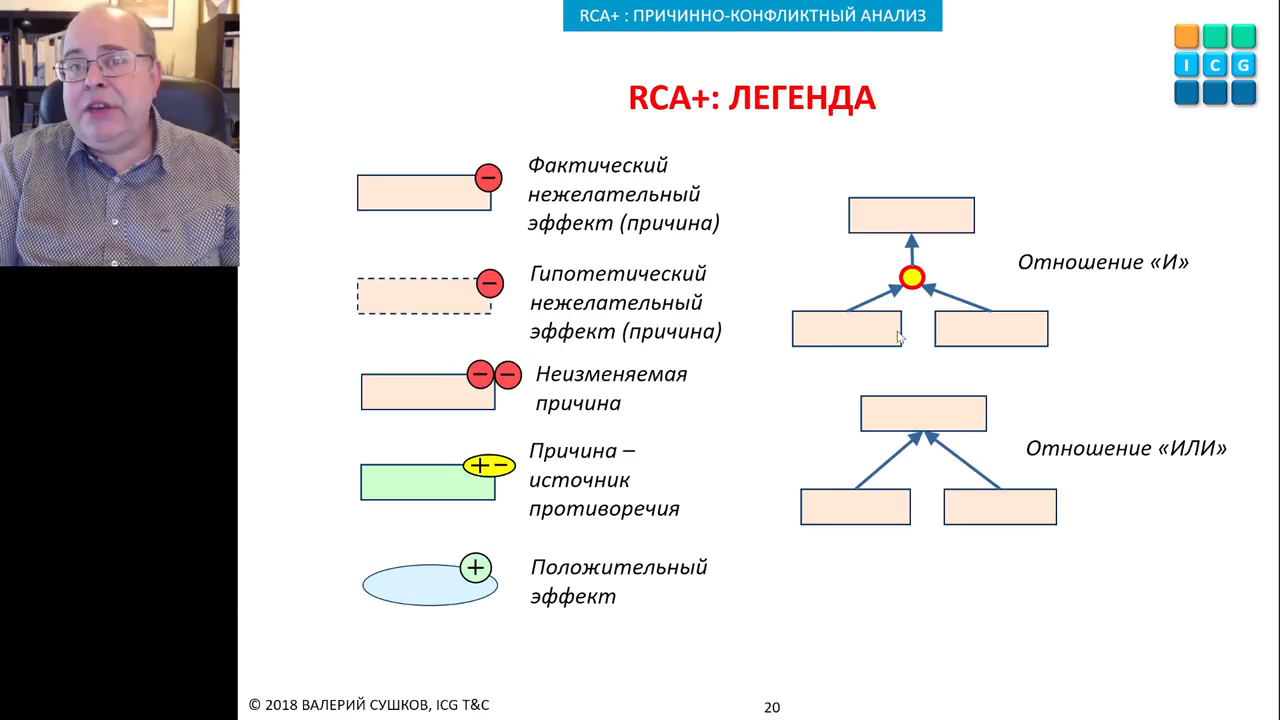 RCA+ : ПРИЧИННО-КОНФЛИКТНЫЙ АНАЛИЗ
I C G
RCA+: ЛЕГЕНДА
−
Фактический
нежелательный
эффект (причина)
−
Гипотетический
нежелательный
эффект (причина)
− −
Неизменяемая
причина
+ −
Причина –
источник
противоречия
+
Положительный
эффект
Отношение «И»
Отношение «ИЛИ»
© 2018 ВАЛЕРИЙ СУШКОВ, ICG T&C
20